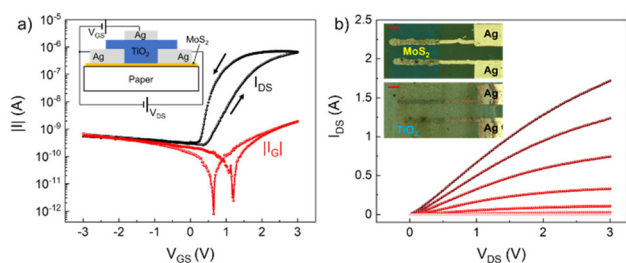 a)
V_GS
Ag
MoS₂
Ag
TiO₂
Ag
Paper
V_DS
I_DS
|I_G|
10⁻⁵
10⁻⁶
10⁻⁷
10⁻⁸
10⁻⁹
10⁻¹⁰
10⁻¹¹
10⁻¹²
|I| (A)
-3 -2 -1 0 1 2 3
V_GS (V)
b)
MoS₂
Ag
Ag
TiO₂
Ag
Ag
2.5
2
1.5
1
0.5
0
I_DS (A)
-1 0 1 2 3
V_DS (V)